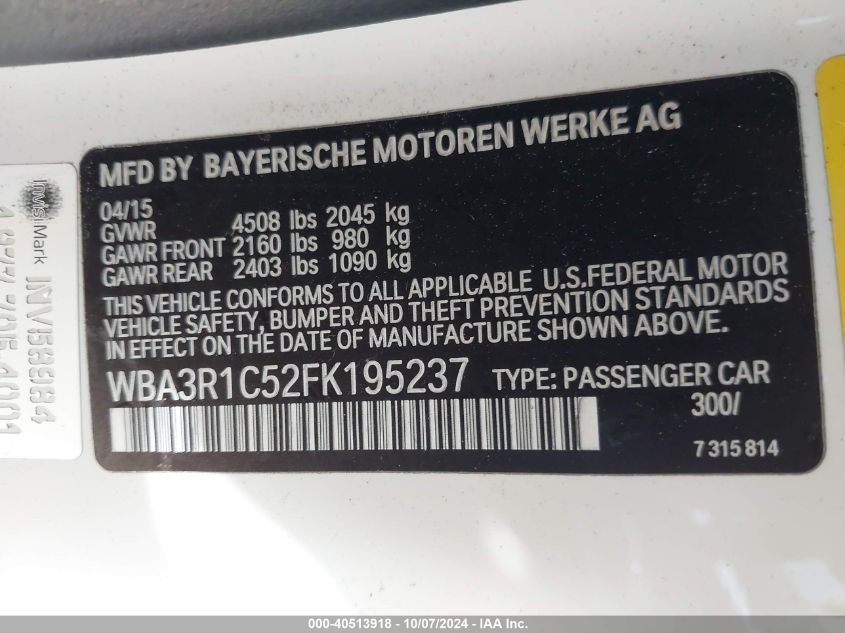 MFD BY BAYERISCHE MOTOREN WERKE AG
04/15
GVWR 4508 lbs 2045 kg
GAWR FRONT 2160 lbs 980 kg
GAWR REAR 2403 lbs 1090 kg
THIS VEHICLE CONFORMS TO ALL APPLICABLE U.S.FEDERAL MOTOR
VEHICLE SAFETY, BUMPER AND THEFT PREVENTION STANDARDS
IN EFFECT ON THE DATE OF MANUFACTURE SHOWN ABOVE.
WBA3R1C52FK195237 TYPE: PASSENGER CAR
300/
7 315 814
InvisiMark
000-40513918 - 10/07/2024 - IAA Inc.